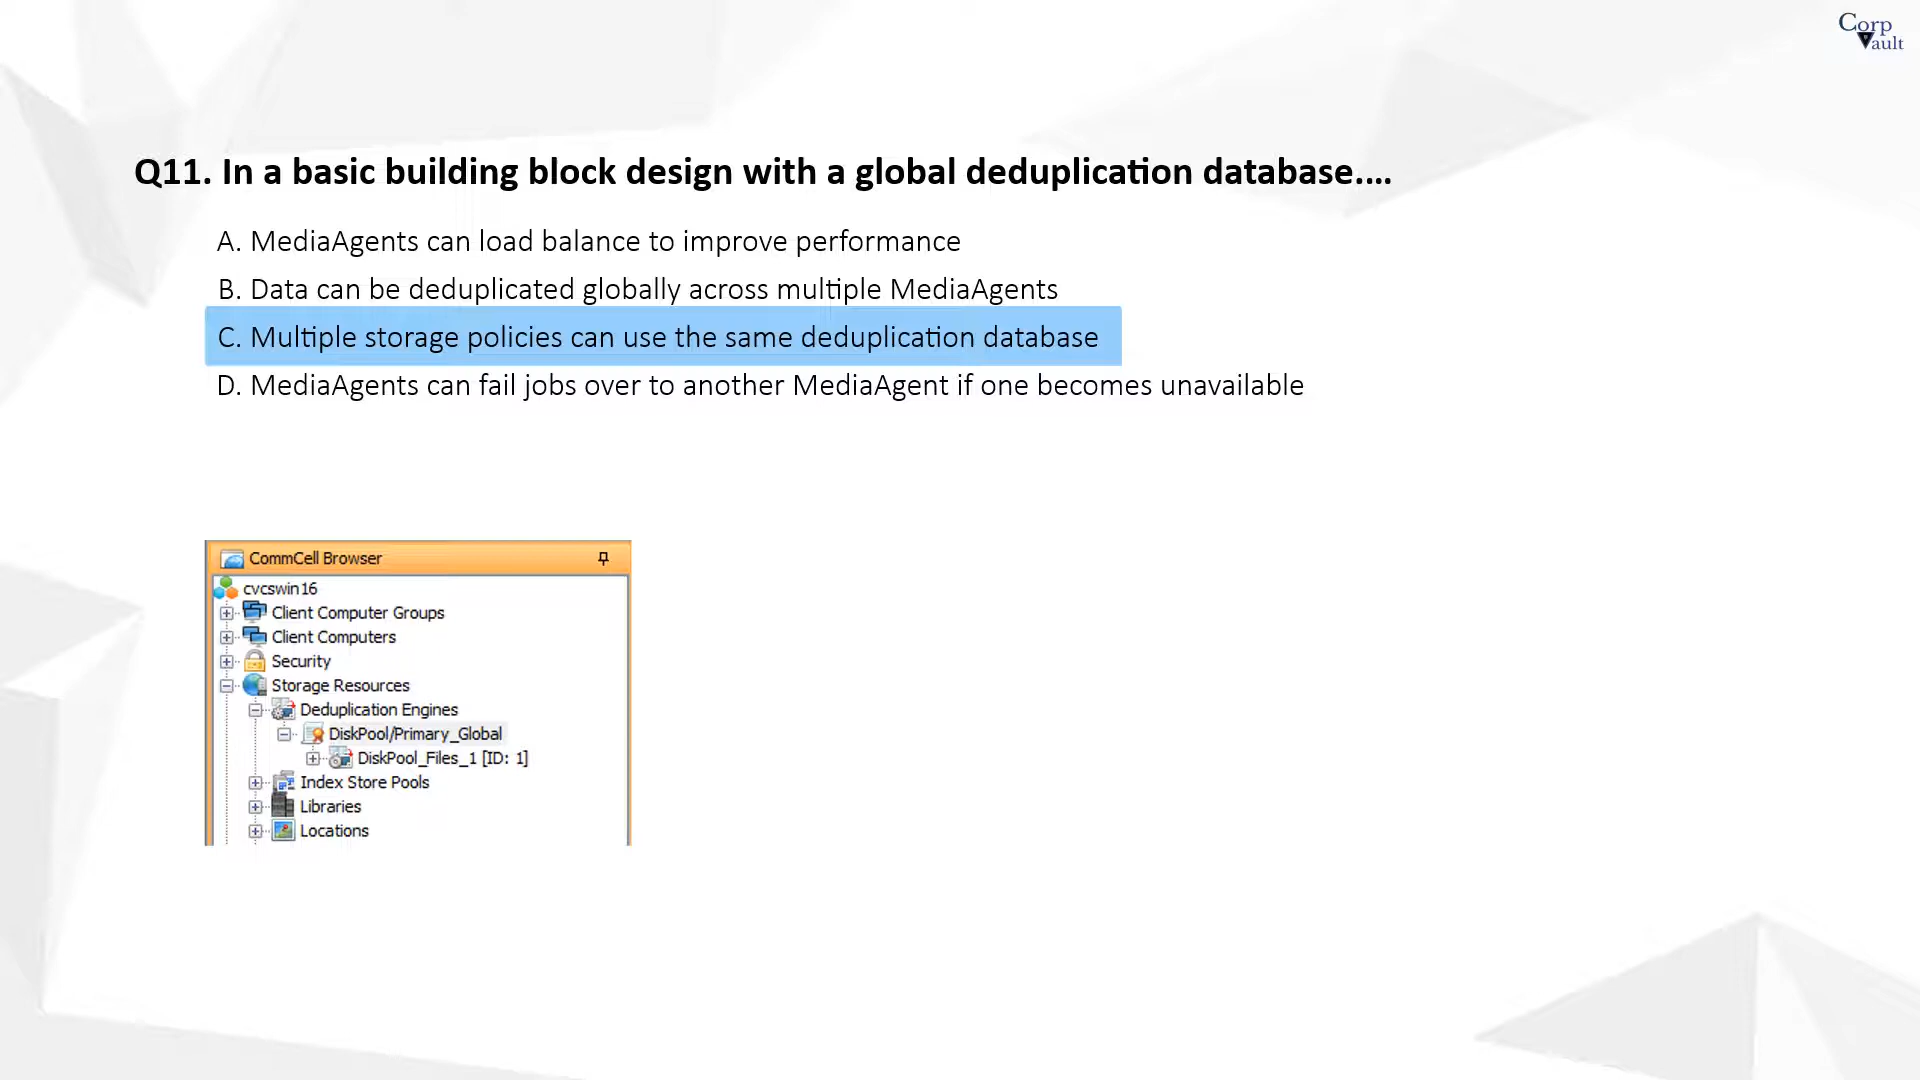 Corp
Vault
Q11. In a basic building block design with a global deduplication database....
A. MediaAgents can load balance to improve performance
B. Data can be deduplicated globally across multiple MediaAgents
C. Multiple storage policies can use the same deduplication database
D. MediaAgents can fail jobs over to another MediaAgent if one becomes unavailable
CommCell Browser
cvcswin16
Client Computer Groups
Client Computers
Security
Storage Resources
Deduplication Engines
DiskPool/Primary_Global
DiskPool_Files_1 [ID: 1]
Index Store Pools
Libraries
Locations